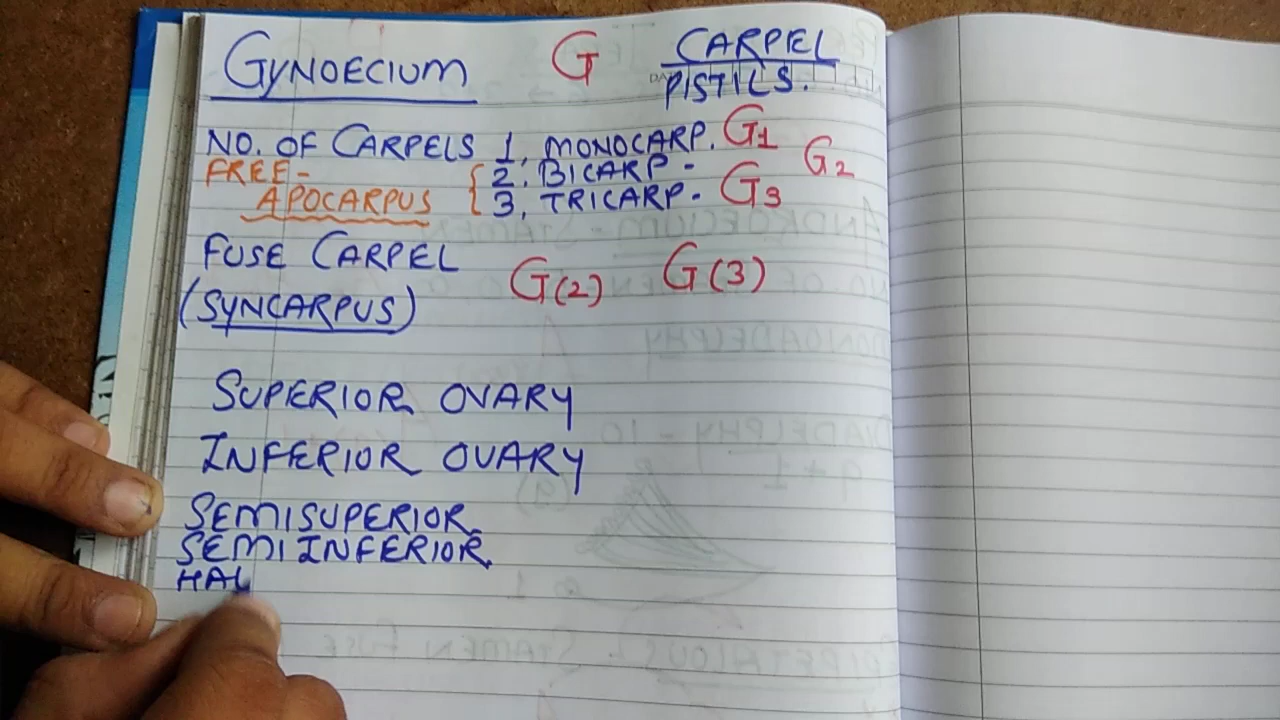 GYNOECIUM G CARPEL
PISTILS.
NO. OF CARPELS 1, MONOCARP. G1
FREE- { 2. BICARP - G2
APOCARPUS 3, TRICARP - G3
FUSE CARPEL G(2) G(3)
(SYNCARPUS)
SUPERIOR OVARY
INFERIOR OVARY
SEMISUPERIOR
SEMI INFERIOR
HAL